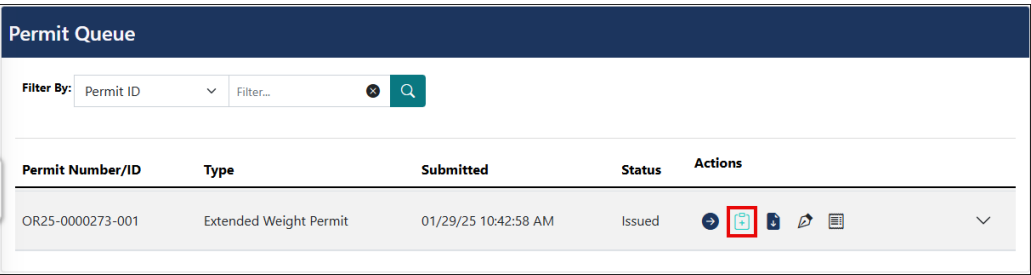 Permit Queue
Filter By: Permit ID Filter...
Permit Number/ID Type Submitted Status Actions
OR25-0000273-001 Extended Weight Permit 01/29/25 10:42:58 AM Issued